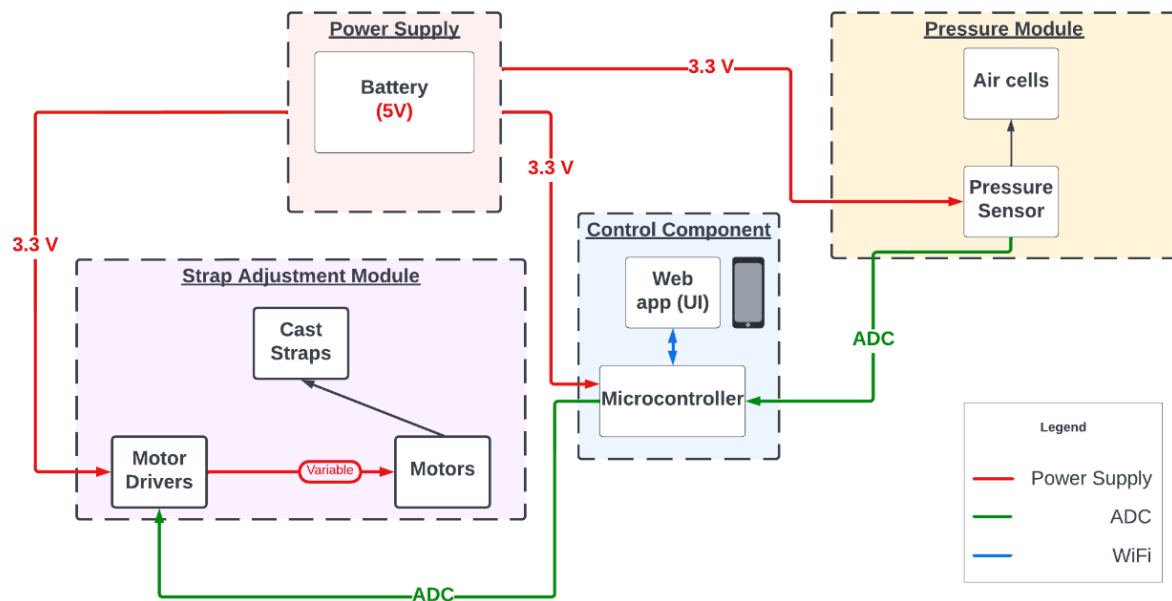 Power Supply
Battery
(5V)
3.3 V
Pressure Module
Air cells
3.3 V
Pressure
Sensor
3.3 V
Control Component
Web
app (UI)
Microcontroller
ADC
Strap Adjustment Module
Cast
Straps
Motor
Drivers
Variable
Motors
ADC
Legend
Power Supply
ADC
WiFi